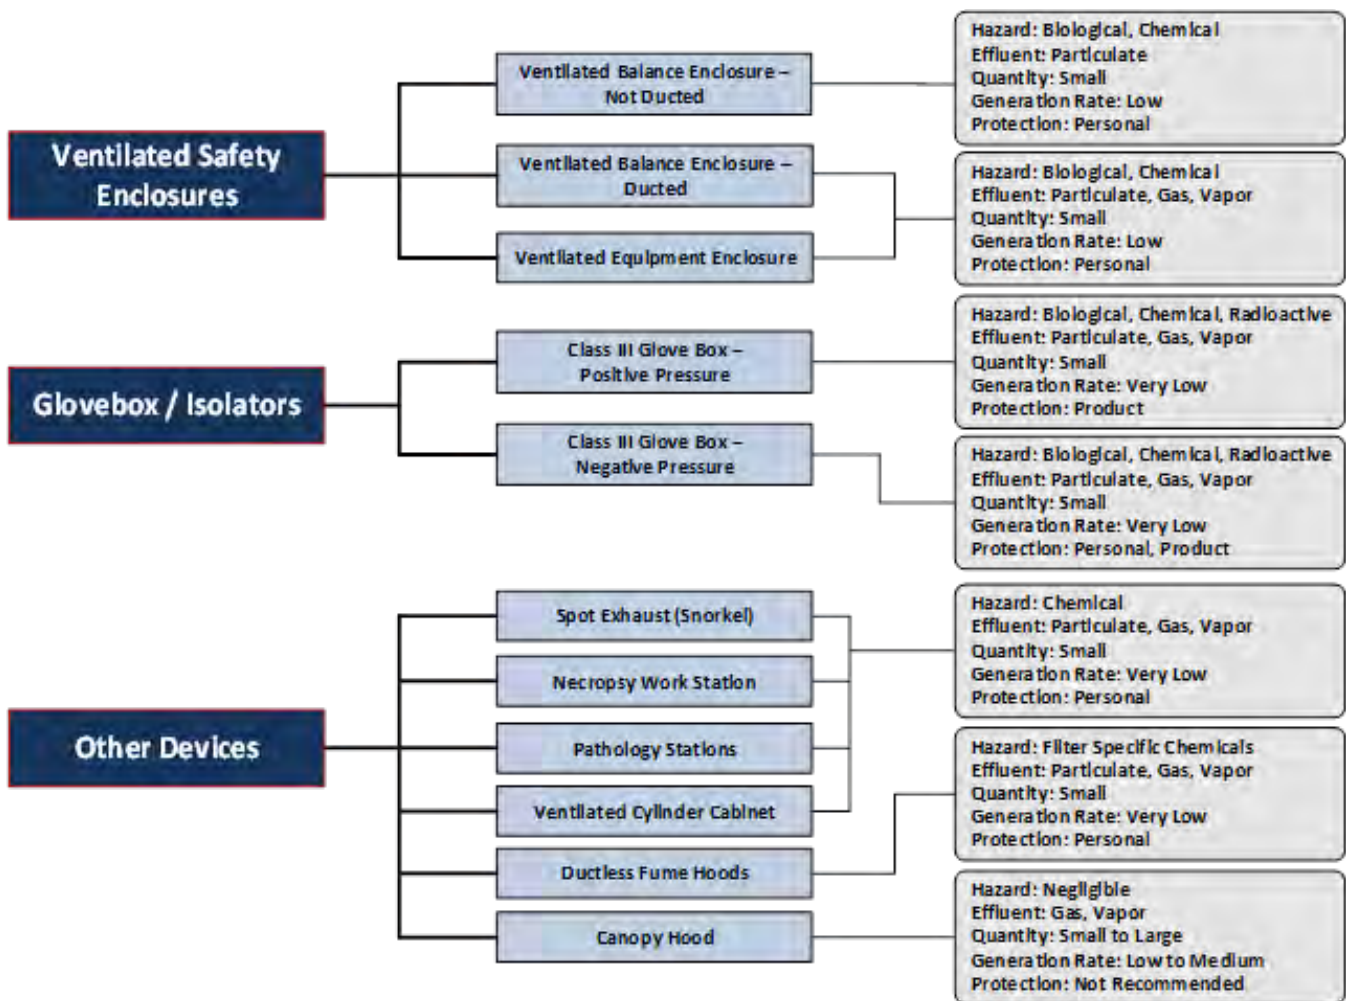 Ventilated Safety
Enclosures
Ventilated Balance Enclosure –
Not Ducted
Hazard: Biological, Chemical
Effluent: Particulate
Quantity: Small
Generation Rate: Low
Protection: Personal
Ventilated Balance Enclosure –
Ducted
Ventilated Equipment Enclosure
Hazard: Biological, Chemical
Effluent: Particulate, Gas, Vapor
Quantity: Small
Generation Rate: Low
Protection: Personal
Glovebox / Isolators
Class III Glove Box –
Positive Pressure
Hazard: Biological, Chemical, Radioactive
Effluent: Particulate, Gas, Vapor
Quantity: Small
Generation Rate: Very Low
Protection: Product
Class III Glove Box –
Negative Pressure
Hazard: Biological, Chemical, Radioactive
Effluent: Particulate, Gas, Vapor
Quantity: Small
Generation Rate: Very Low
Protection: Personal, Product
Other Devices
Spot Exhaust (Snorkel)
Necropsy Work Station
Pathology Stations
Ventilated Cylinder Cabinet
Hazard: Chemical
Effluent: Particulate, Gas, Vapor
Quantity: Small
Generation Rate: Very Low
Protection: Personal
Ductless Fume Hoods
Hazard: Filter Specific Chemicals
Effluent: Particulate, Gas, Vapor
Quantity: Small
Generation Rate: Very Low
Protection: Personal
Canopy Hood
Hazard: Negligible
Effluent: Gas, Vapor
Quantity: Small to Large
Generation Rate: Low to Medium
Protection: Not Recommended